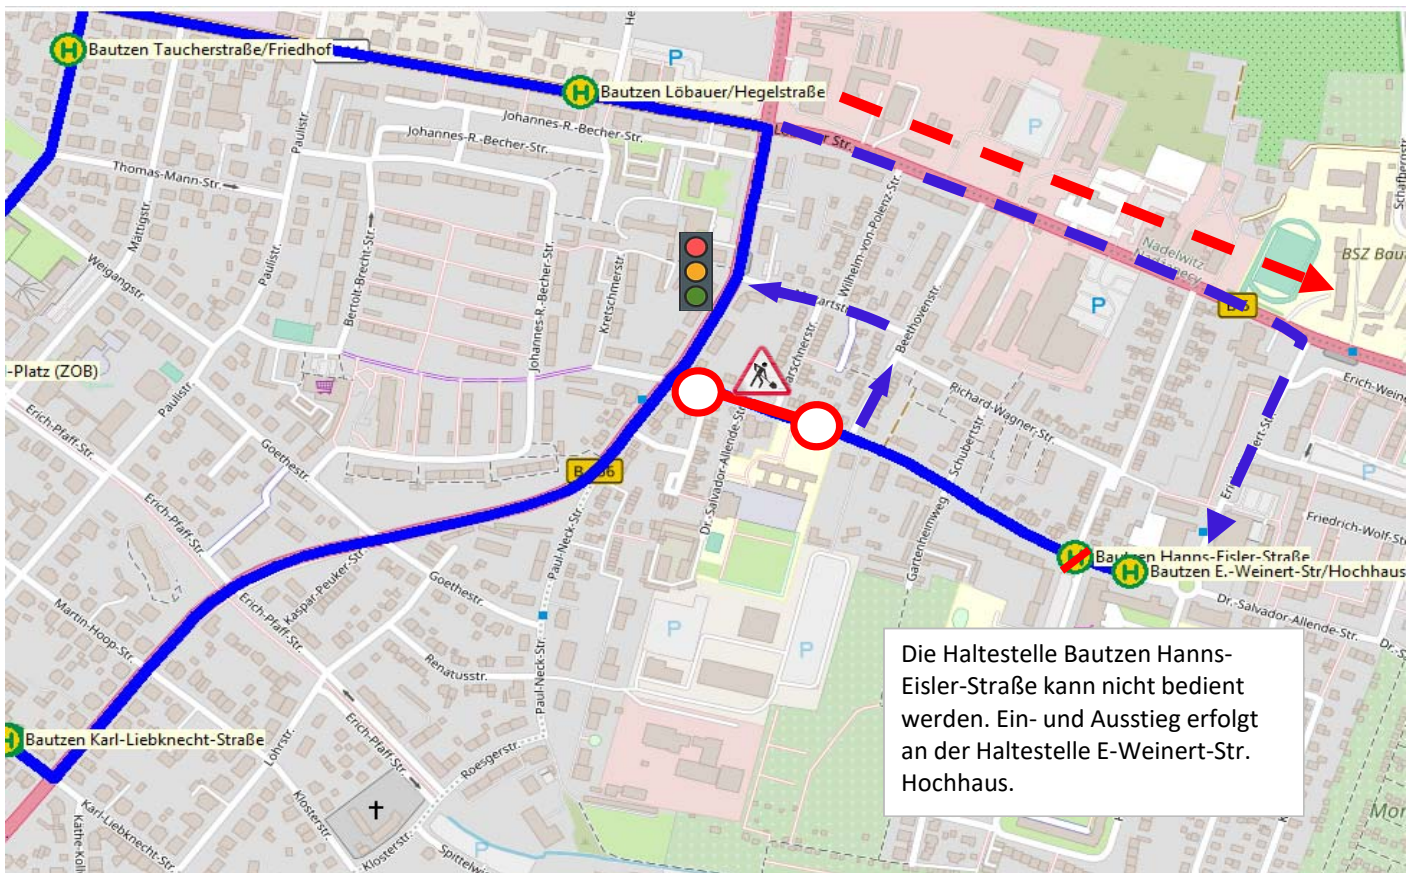 Bautzen Taucherstraße/Friedhof
Bautzen Löbauer/Hegelstraße
P
Johannes-R.-Becher-Str.
Johannes-R.-Becher-Str.
Paulistr.
Thomas-Mann-Str.
Mättigstr.
Weigangstr.
Paulistr.
Bertolt-Brecht-Str.
Johannes-R.-Becher-Str.
Kretschmerstr.
Str.
P
Wilhelm-von-Polenz-Str.
Nadelwitz
P
BSZ Bau
Schafbergstr.
Beethovenstr.
-Platz (ZOB)
Paulistr.
Erich-Pfaff-Str.
Goethestr.
Richard-Wagner-Str.
Schubertstr.
Erich-Weine
P
B
Dr.-Salvador-Allende-Str.
Gartenheimweg
Friedrich-Wolf-St
Erich-Pfaff-Str.
Paul-Neck-Str.
Kaspar-Peuker-Str.
Goethestr.
H
Bautzen Hanns-Eisler-Straße
H
Bautzen E.-Weinert-Str/Hochhaus
Dr.-Salvador-Allende-Str.
Martin-Hoop-Str.
Erich-Pfaff-Str.
Renatusstr.
Paul-Neck-Str.
P
P
Die Haltestelle Bautzen Hanns-
Eisler-Straße kann nicht bedient
werden. Ein- und Ausstieg erfolgt
an der Haltestelle E-Weinert-Str.
Hochhaus.
Bautzen Karl-Liebknecht-Straße
Löhrstr.
Erich-Pfaff-Str.
Roesgerstr.
Karl-Liebknecht-Str.
Klosterstr.
Klosterstr.
Käthe-Koll
Spittelwi
P